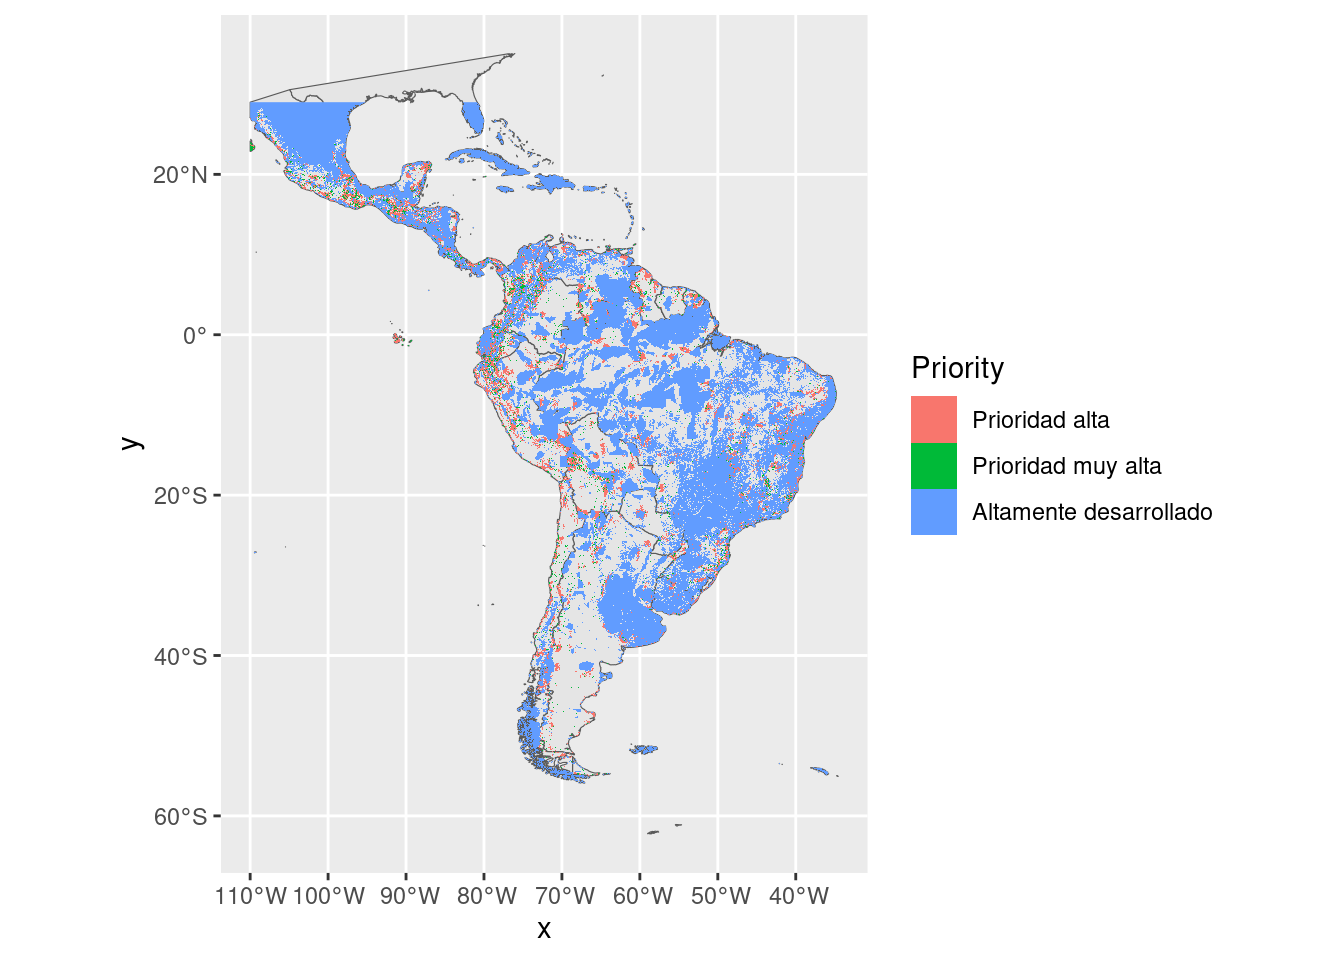 20°N
0°
20°S
40°S
60°S
y
110°W 100°W 90°W 80°W 70°W 60°W 50°W 40°W
x
Priority
Prioridad alta
Prioridad muy alta
Altamente desarrollado